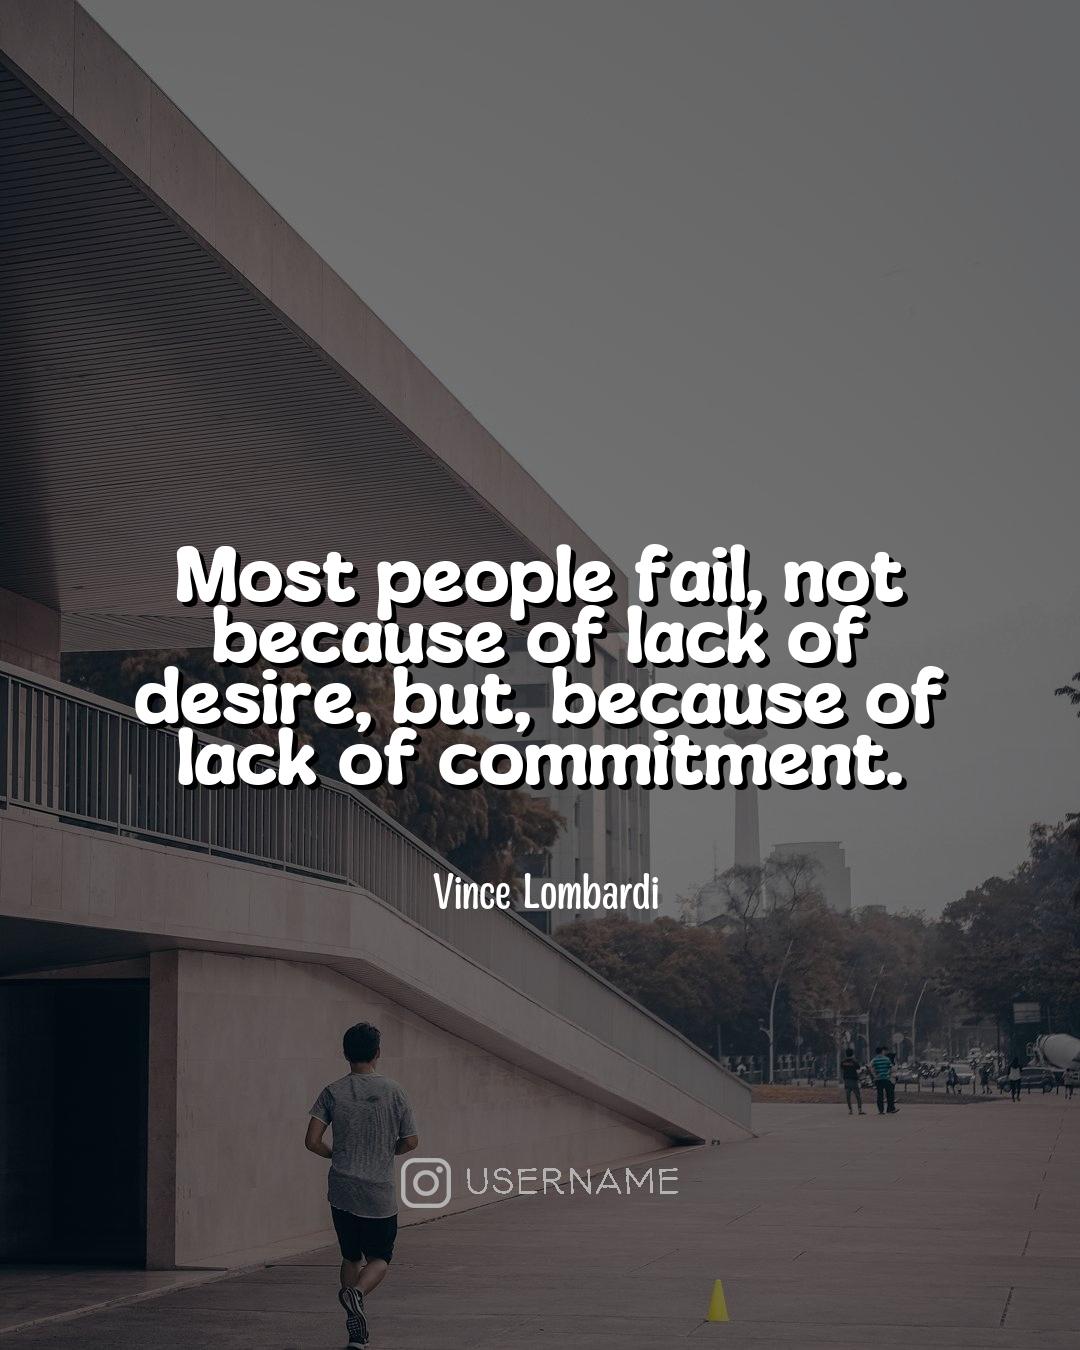 Most people fail, not
because of lack of
desire, but, because of
lack of commitment.
Vince Lombardi
USERNAME